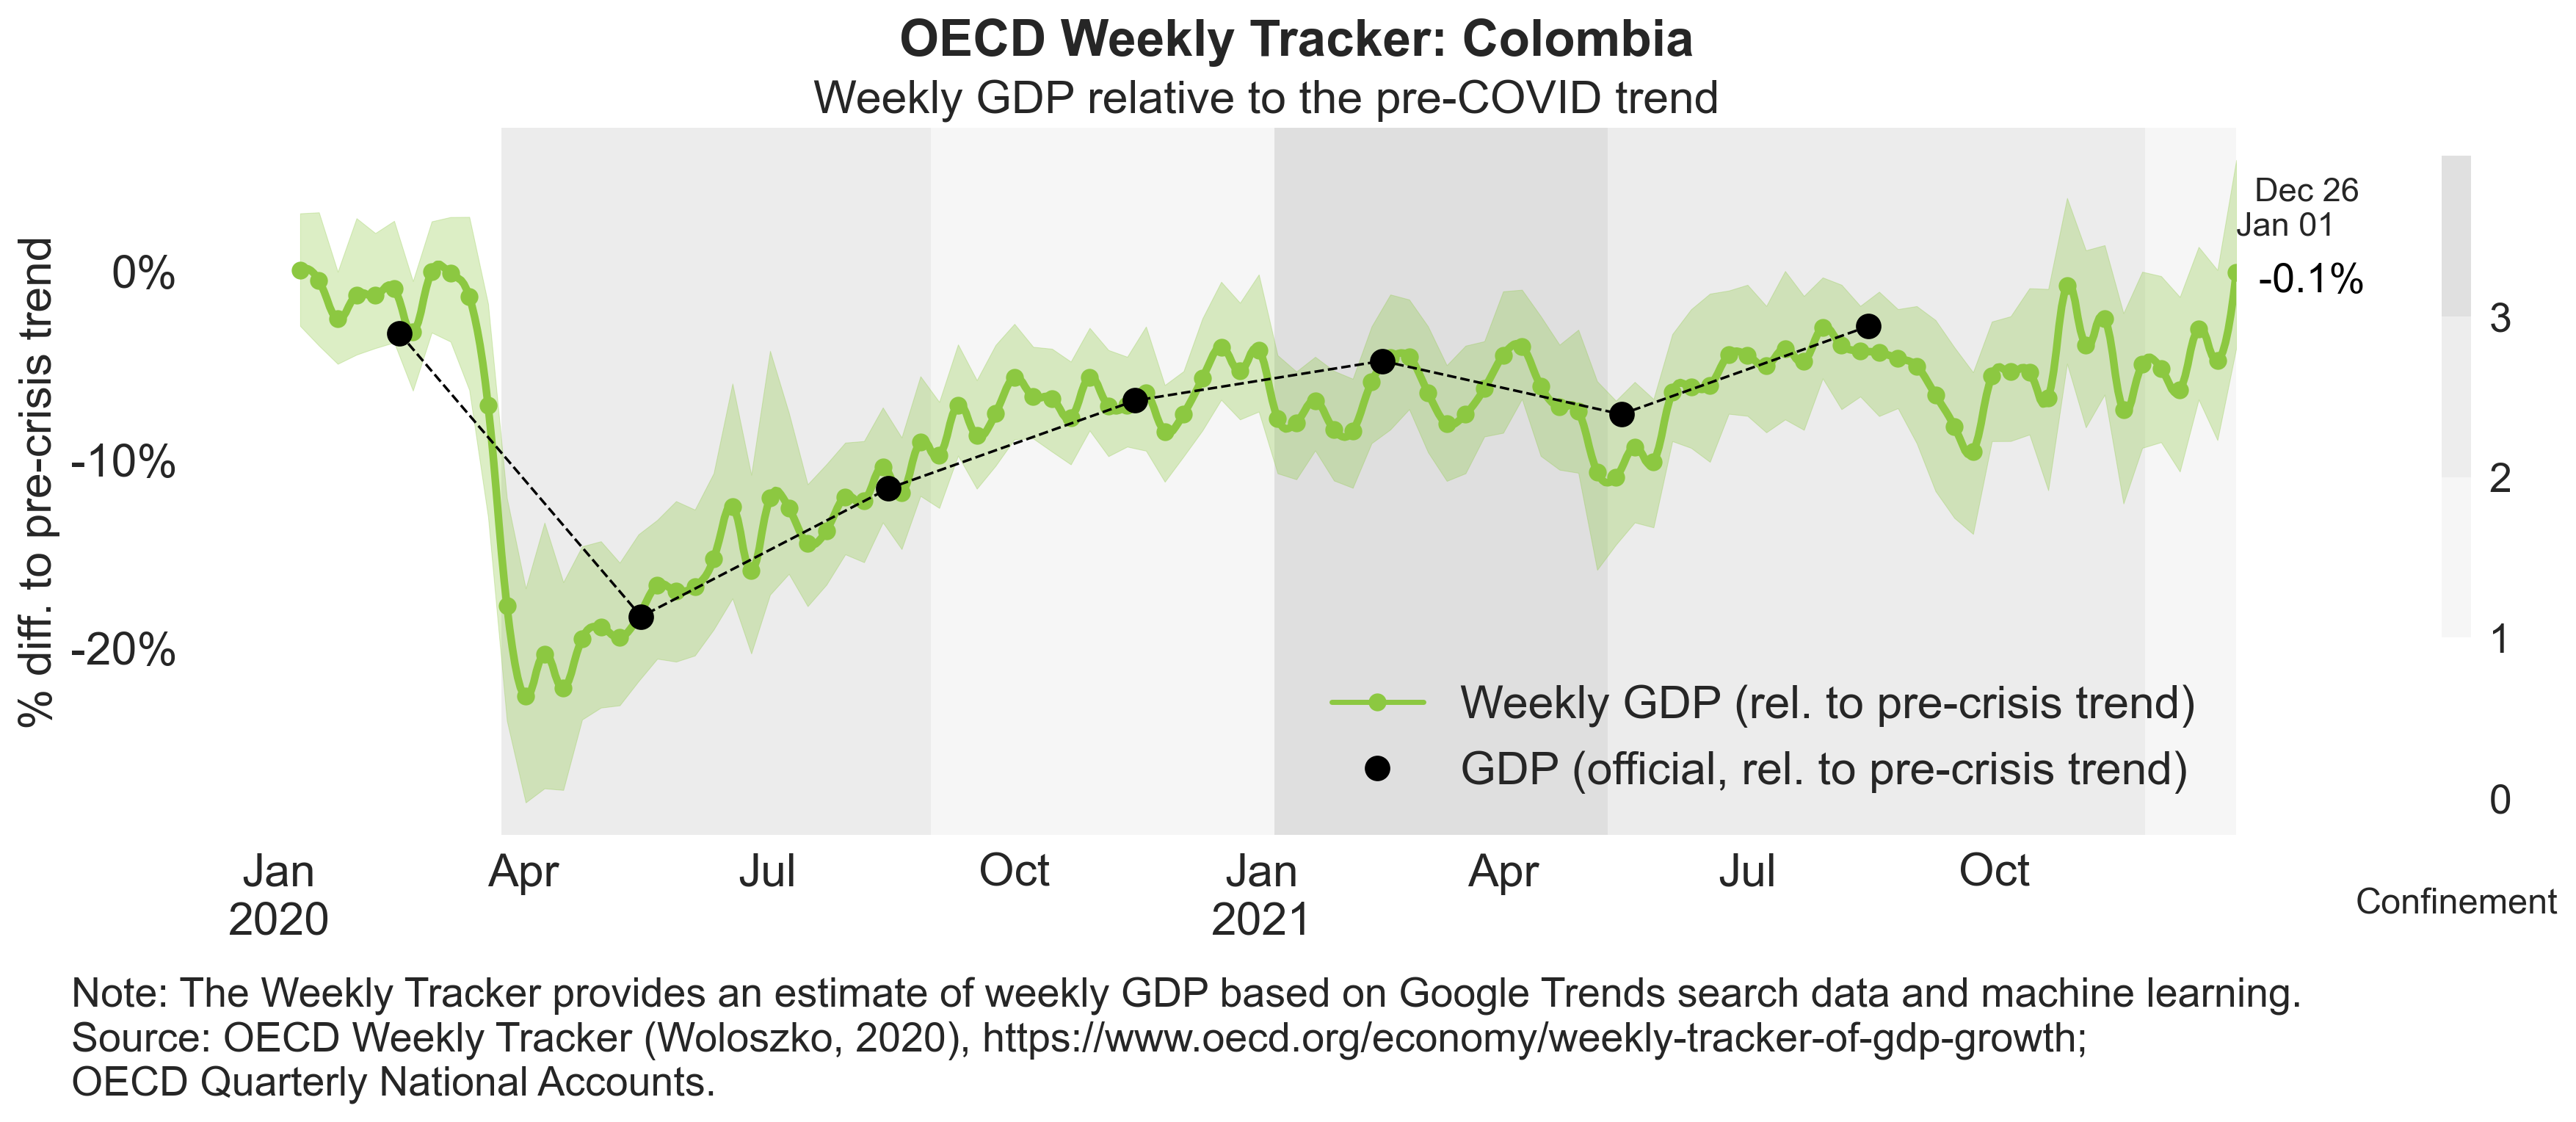 OECD Weekly Tracker: Colombia
Weekly GDP relative to the pre-COVID trend
% diff. to pre-crisis trend
0%
-10%
-20%
Dec 26
Jan 01
-0.1%
3
2
1
0
Confinement
Weekly GDP (rel. to pre-crisis trend)
GDP (official, rel. to pre-crisis trend)
Jan Apr Jul Oct Jan Apr Jul Oct
2020 2021
Note: The Weekly Tracker provides an estimate of weekly GDP based on Google Trends search data and machine learning.
Source: OECD Weekly Tracker (Woloszko, 2020), https://www.oecd.org/economy/weekly-tracker-of-gdp-growth;
OECD Quarterly National Accounts.